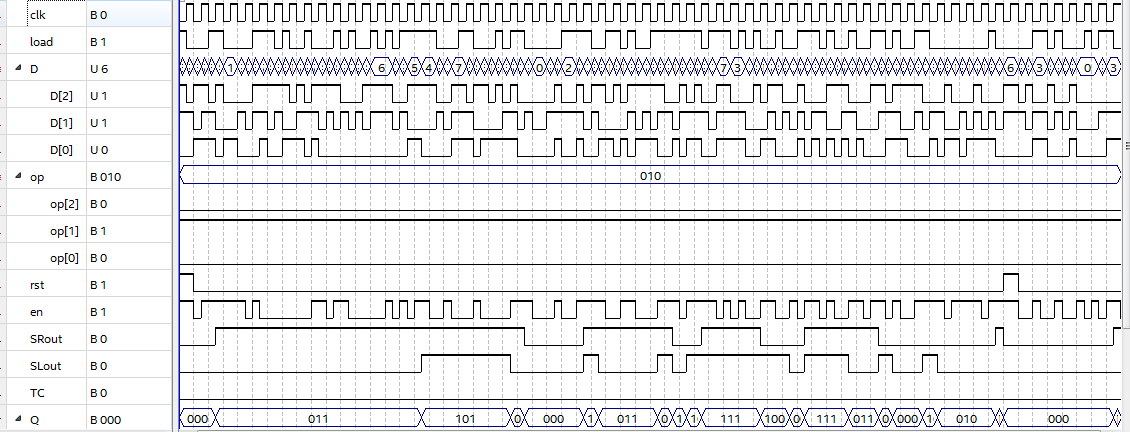 clk B 0
load B 1
D U 6 1 6 5 4 7 0 2 7 3 6 3 0 3
D[2] U 1
D[1] U 1
D[0] U 0
op B 010 010
op[2] B 0
op[1] B 1
op[0] B 0
rst B 1
en B 1
SRout B 0
SLout B 0
TC B 0
Q B 000 000 011 101 0 000 1 011 0 1 1 111 100 0 111 011 0 000 1 010 000